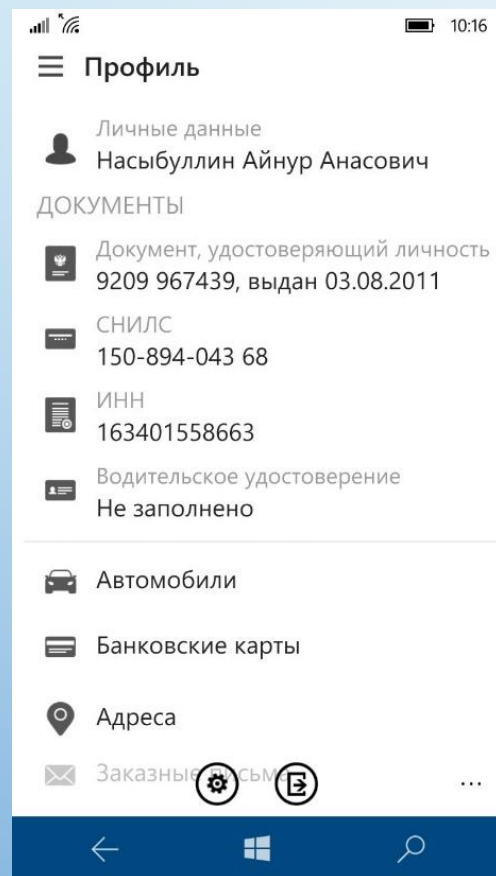 10:16
Профиль
Личные данные
Насыбуллин Айнур Анасович
ДОКУМЕНТЫ
Документ, удостоверяющий личность
9209 967439, выдан 03.08.2011
СНИЛС
150-894-043 68
ИНН
163401558663
Водительское удостоверение
Не заполнено
Автомобили
Банковские карты
Адреса
Заказные письма